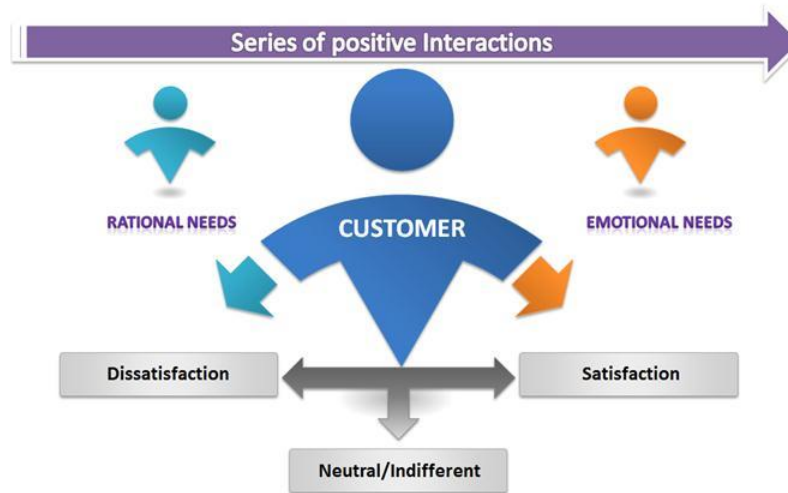 Series of positive Interactions
RATIONAL NEEDS
CUSTOMER
EMOTIONAL NEEDS
Dissatisfaction
Satisfaction
Neutral/Indifferent